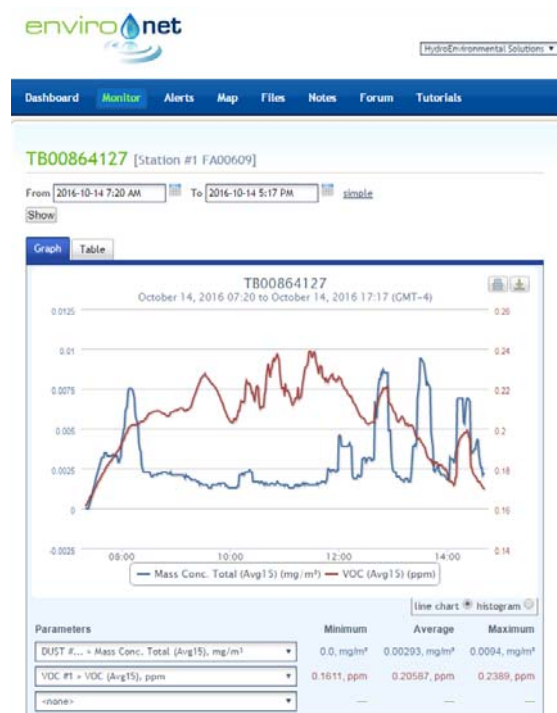 enviro net
HydroEnvironmental Solutions
Dashboard Monitor Alerts Map Files Notes Forum Tutorials
TB00864127 [Station #1 FA00609]
From 2016-10-14 7:20 AM To 2016-10-14 5:17 PM simple
Show
Graph Table
TB00864127
October 14, 2016 07:20 to October 14, 2016 17:17 (GMT-4)
0.0125 0.26
0.01 0.24
0.0075 0.22
0.005 0.2
0.0025 0.18
0 0.16
-0.0025 0.14
08:00 10:00 12:00 14:00
Mass Conc. Total (Avg15) (mg/m³) VOC (Avg15) (ppm)
line chart histogram
Parameters Minimum Average Maximum
DUST #... » Mass Conc. Total (Avg15), mg/m³ 0.0, mg/m³ 0.00293, mg/m³ 0.0094, mg/m³
VOC #1 » VOC (Avg15), ppm 0.1611, ppm 0.20587, ppm 0.2389, ppm
<none> — — —